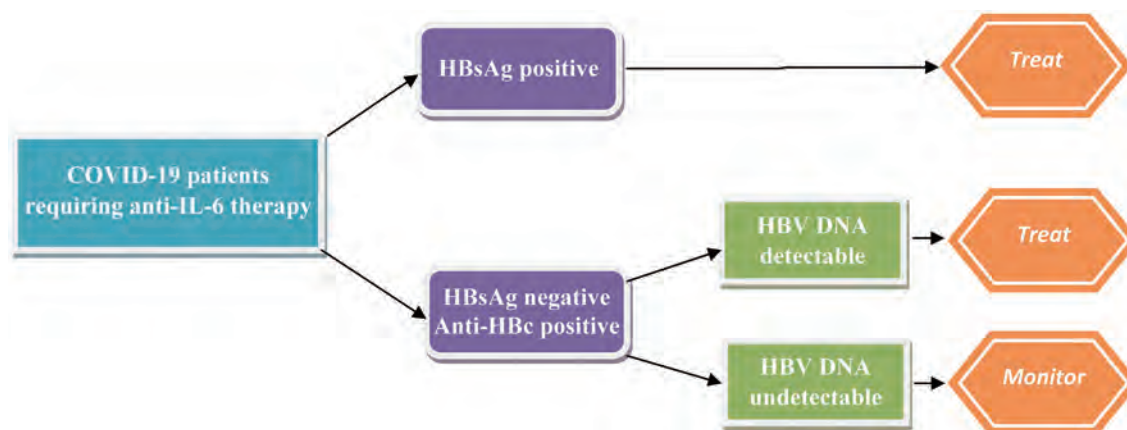 HBsAg positive
Treat
COVID-19 patients
requiring anti-IL-6 therapy
HBV DNA
detectable
Treat
HBsAg negative
Anti-HBc positive
HBV DNA
undetectable
Monitor